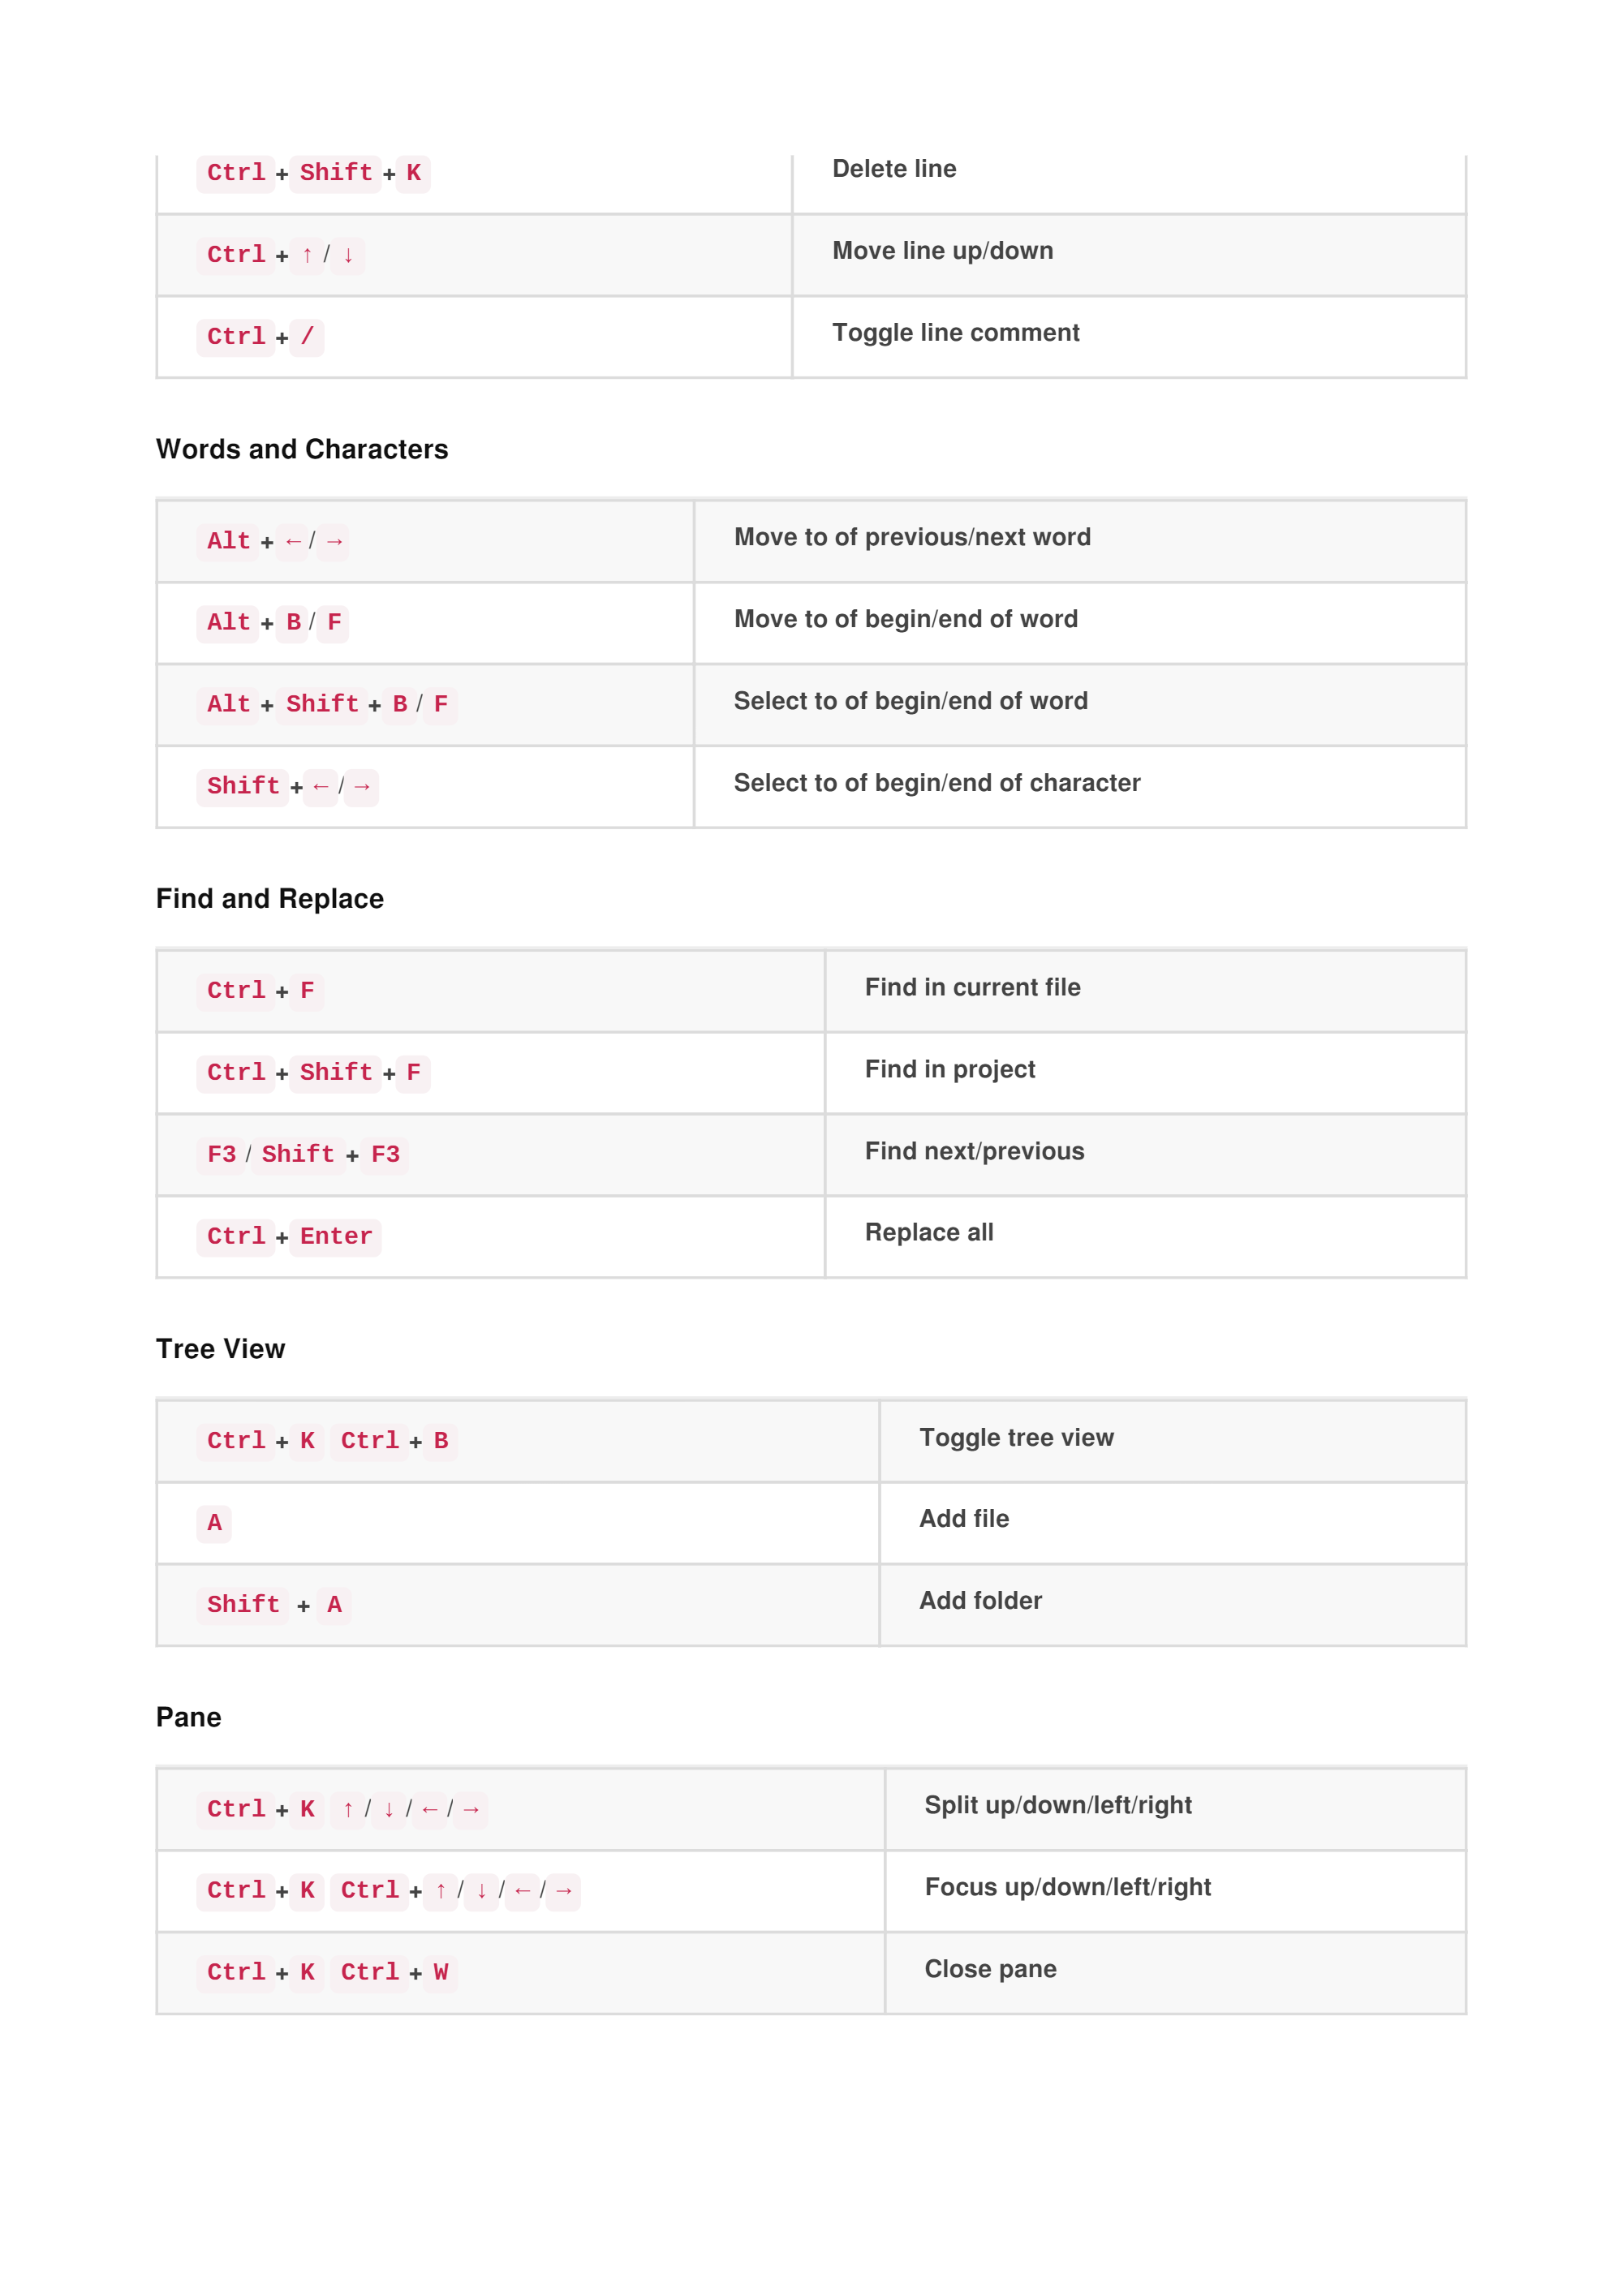 Ctrl+Shift+K Delete line
Ctrl+↑/↓ Move line up/down
Ctrl+/ Toggle line comment
Words and Characters
Alt+←/→ Move to of previous/next word
Alt+B/F Move to of begin/end of word
Alt+Shift+B/F Select to of begin/end of word
Shift+←/→ Select to of begin/end of character
Find and Replace
Ctrl+F Find in current file
Ctrl+Shift+F Find in project
F3/Shift+F3 Find next/previous
Ctrl+Enter Replace all
Tree View
Ctrl+K Ctrl+B Toggle tree view
A Add file
Shift + A Add folder
Pane
Ctrl+K ↑/↓/←/→ Split up/down/left/right
Ctrl+K Ctrl+↑/↓/←/→ Focus up/down/left/right
Ctrl+K Ctrl+W Close pane